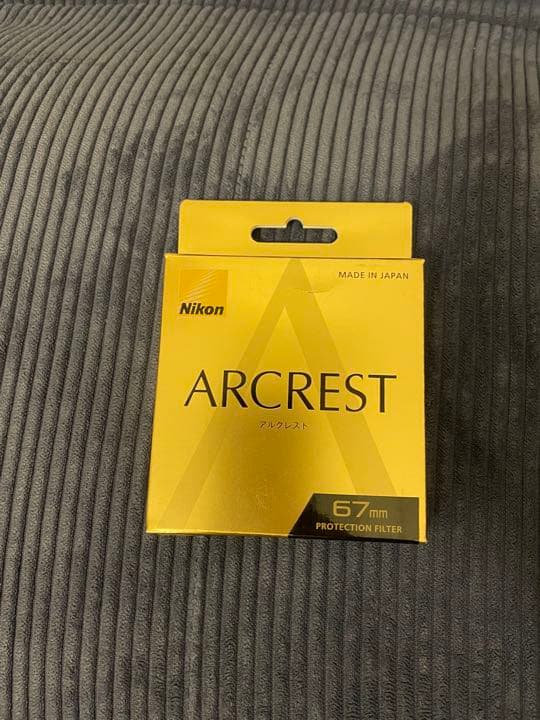 MADE IN JAPAN
Nikon
ARCREST
アルクレスト
67mm
PROTECTION FILTER